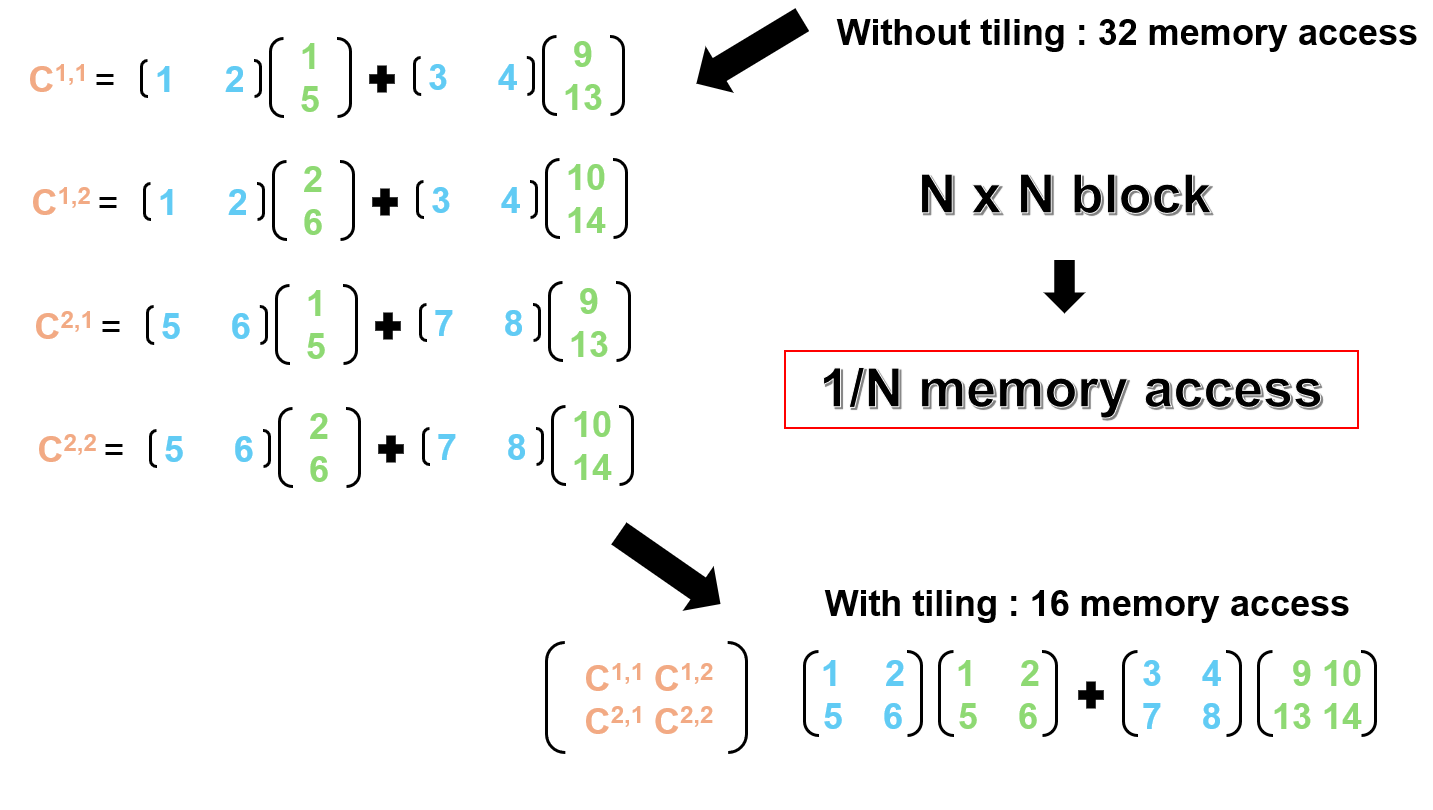 Without tiling : 32 memory access
C1,1 = (1 2) (1 5) + (3 4) (9 13)
C1,2 = (1 2) (2 6) + (3 4) (10 14)
C2,1 = (5 6) (1 5) + (7 8) (9 13)
C2,2 = (5 6) (2 6) + (7 8) (10 14)
N x N block
1/N memory access
With tiling : 16 memory access
C1,1 C1,2 1 2 1 2 + 3 4 9 10
C2,1 C2,2 5 6 5 6 7 8 13 14